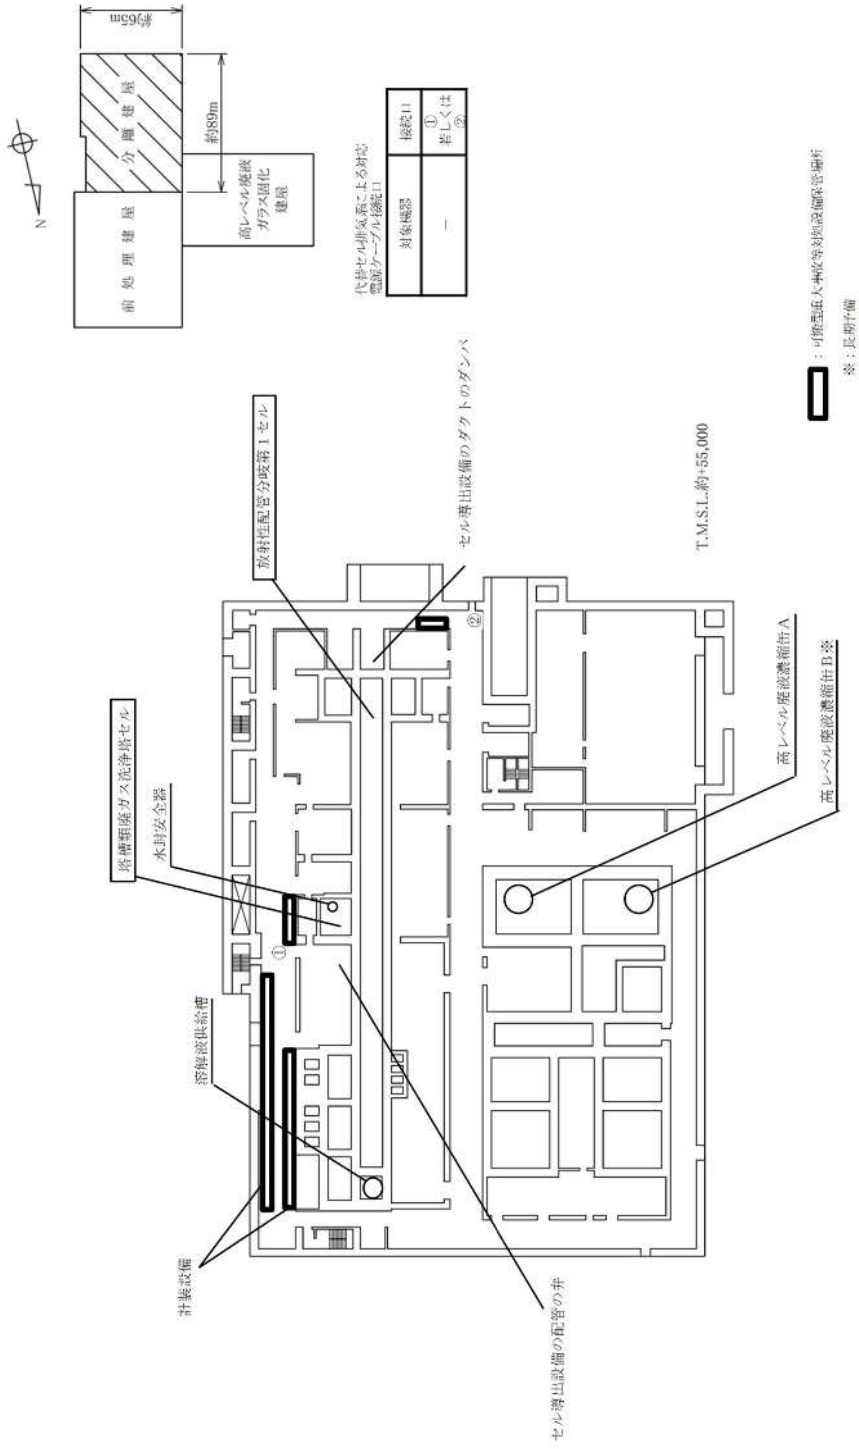 約65m
分離建屋
約89m
前処理建屋
高レベル廃液
ガラス固化
建屋
N
代替セル排気系による対応
電源ケーブル接続口
対象機器
接続口
－
①
若しくは
②
放射性配管分岐第1セル
セル導出設備のダクトのダンパ
塔槽類廃ガス洗浄塔セル
水封安全器
溶解液供給槽
計装設備
①
②
セル導出設備の配管の弁
高レベル廃液濃縮缶A
高レベル廃液濃縮缶B※
T.M.S.L.約+55,000
：可搬型重大事故等対処設備保管場所
※：長期予備